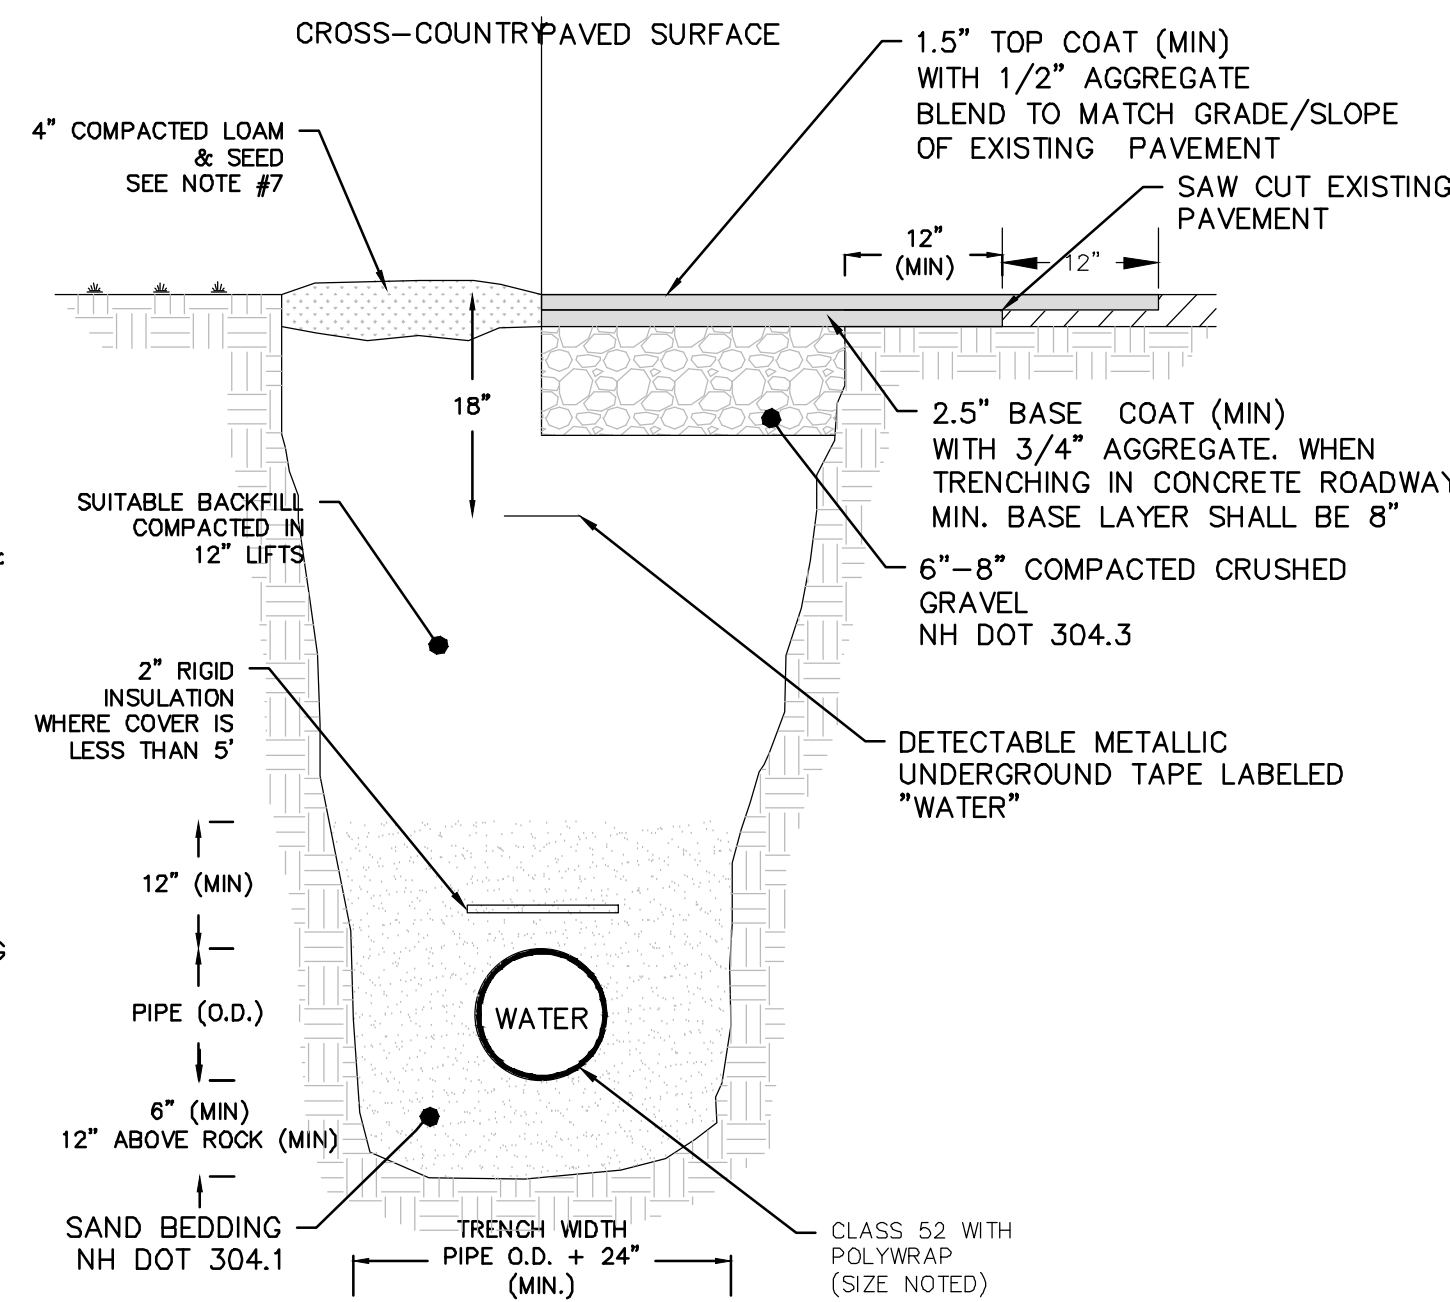 CROSS-COUNTRY
PAVED SURFACE
1.5" TOP COAT (MIN)
WITH 1/2" AGGREGATE
BLEND TO MATCH GRADE/SLOPE
OF EXISTING PAVEMENT
4" COMPACTED LOAM
& SEED
SEE NOTE #7
SAW CUT EXISTING
PAVEMENT
12"
(MIN)
12"
18"
2.5" BASE COAT (MIN)
WITH 3/4" AGGREGATE. WHEN
TRENCHING IN CONCRETE ROADWAY
MIN. BASE LAYER SHALL BE 8"
SUITABLE BACKFILL
COMPACTED IN
12" LIFTS
6"-8" COMPACTED CRUSHED
GRAVEL
NH DOT 304.3
2" RIGID
INSULATION
WHERE COVER IS
LESS THAN 5'
DETECTABLE METALLIC
UNDERGROUND TAPE LABELED
"WATER"
12" (MIN)
PIPE (O.D.)
WATER
6" (MIN)
12" ABOVE ROCK (MIN)
SAND BEDDING
NH DOT 304.1
TRENCH WIDTH
PIPE O.D. + 24"
(MIN.)
CLASS 52 WITH
POLYWRAP
(SIZE NOTED)